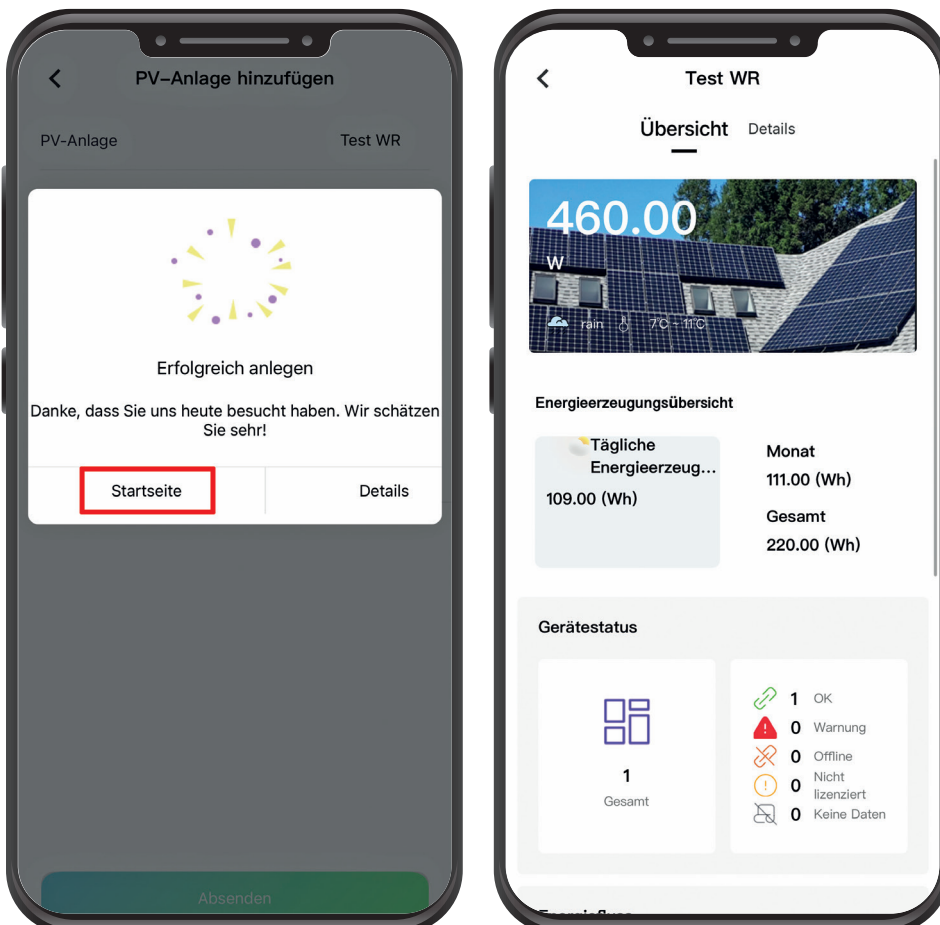 PV-Anlage hinzufügen
PV-Anlage
Test WR
Erfolgreich anlegen
Danke, dass Sie uns heute besucht haben. Wir schätzen
Sie sehr!
Startseite
Details
Absenden
Test WR
Übersicht
Details
460.00
W
rain
7℃ ~ 11℃
Energieerzeugungsübersicht
Tägliche
Energieerzeug...
109.00 (Wh)
Monat
111.00 (Wh)
Gesamt
220.00 (Wh)
Gerätestatus
1
Gesamt
1 OK
0 Warnung
0 Offline
0 Nicht
lizenziert
0 Keine Daten